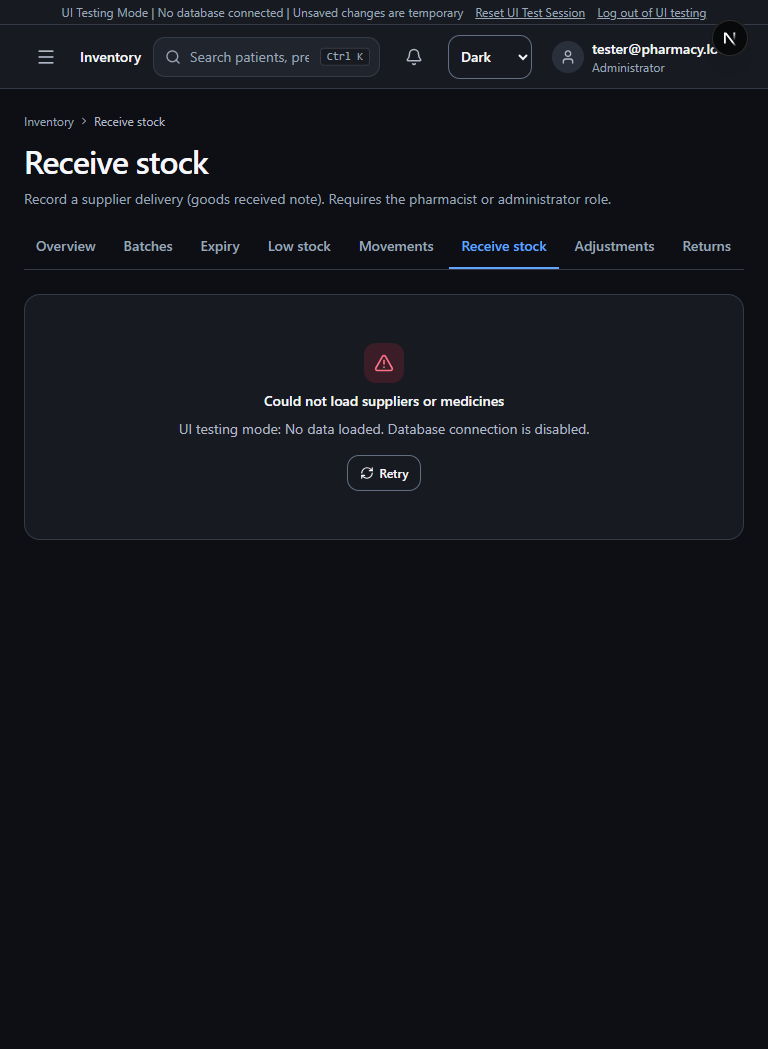 UI Testing Mode | No database connected | Unsaved changes are temporary Reset UI Test Session Log out of UI testing
Inventory
Search patients, pre
Ctrl K
Dark
tester@pharmacy.lo
Administrator
N
Inventory > Receive stock
Receive stock
Record a supplier delivery (goods received note). Requires the pharmacist or administrator role.
Overview Batches Expiry Low stock Movements Receive stock Adjustments Returns
Could not load suppliers or medicines
UI testing mode: No data loaded. Database connection is disabled.
Retry